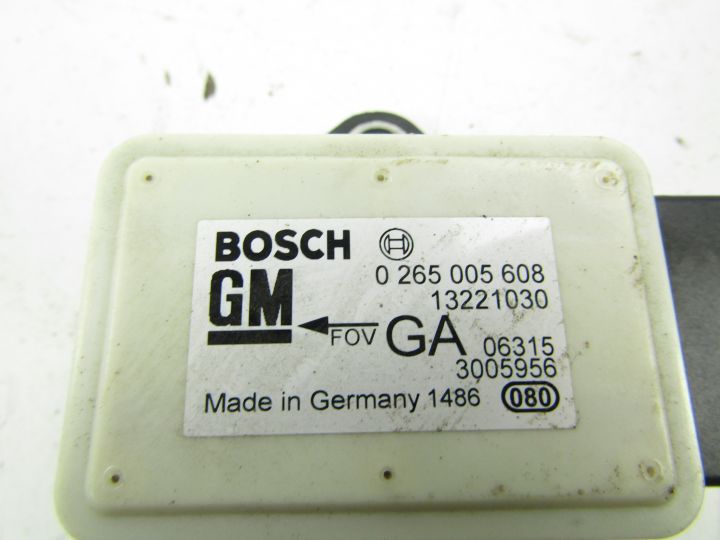 BOSCH
0 265 005 608
GM
13221030
FOV GA 06315
3005956
Made in Germany 1486 080